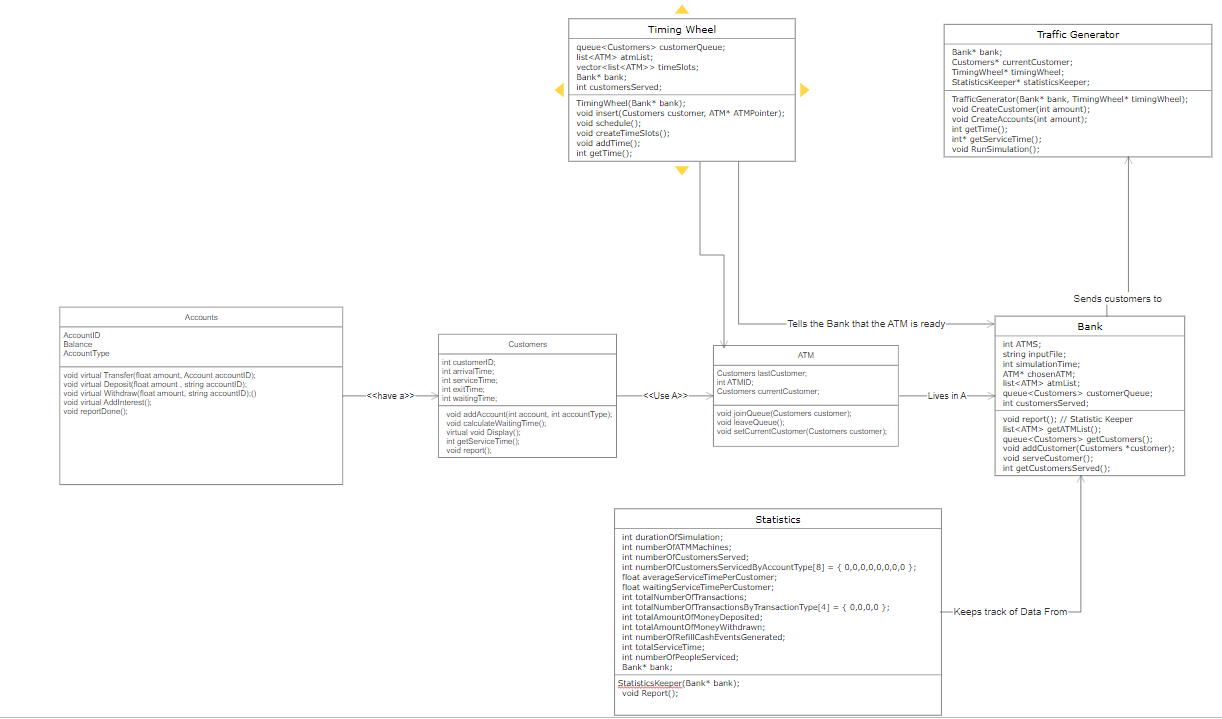 Timing Wheel
queue<Customers> customerQueue;
list<ATM> atmList;
vector<list<ATM>> timeSlots;
Bank* bank;
int customersServed;
TimingWheel(Bank* bank);
void insert(Customers customer, ATM* ATMPointer);
void schedule();
void createTimeSlots();
void addTime();
int getTime();
Traffic Generator
Bank* bank;
Customers* currentCustomer;
TimingWheel* timingWheel;
StatisticsKeeper* statisticsKeeper;
TrafficGenerator(Bank* bank, TimingWheel* timingWheel);
void CreateCustomer(int amount);
void CreateAccounts(int amount);
int getTime();
int* getServiceTime();
void RunSimulation();
Sends customers to
Tells the Bank that the ATM is ready
Accounts
AccountID
Balance
AccountType
void virtual Transfer(float amount, Account accountID);
void virtual Deposit(float amount , string accountID);
void virtual Withdraw(float amount, string accountID);()
void virtual AddInterest();
void reportDone();
<<have a>>
Customers
int customerID;
int arrivalTime;
int serviceTime;
int exitTime;
int waitingTime;
void addAccount(int account, int accountType);
void calculateWaitingTime();
virtual void Display();
int getServiceTime();
void report();
<<Use A>>
ATM
Customers lastCustomer;
int ATMID;
Customers currentCustomer;
void joinQueue(Customers customer);
void leaveQueue();
void setCurrentCustomer(Customers customer);
Lives in A
Bank
int ATMS;
string inputFile;
int simulationTime;
ATM* chosenATM;
list<ATM> atmList;
queue<Customers> customerQueue;
int customersServed;
void report(); // Statistic Keeper
list<ATM> getATMList();
queue<Customers> getCustomers();
void addCustomer(Customers *customer);
void serveCustomer();
int getCustomersServed();
Statistics
int durationOfSimulation;
int numberOfATMMachines;
int numberOfCustomersServed;
int numberOfCustomersServicedByAccountType[8] = { 0,0,0,0,0,0,0,0 };
float averageServiceTimePerCustomer;
float waitingServiceTimePerCustomer;
int totalNumberOfTransactions;
int totalNumberOfTransactionsByTransactionType[4] = { 0,0,0,0 };
int totalAmountOfMoneyDeposited;
int totalAmountOfMoneyWithdrawn;
int numberOfRefillCashEventsGenerated;
int totalServiceTime;
int numberOfPeopleServiced;
Bank* bank;
StatisticsKeeper(Bank* bank);
void Report();
Keeps track of Data From